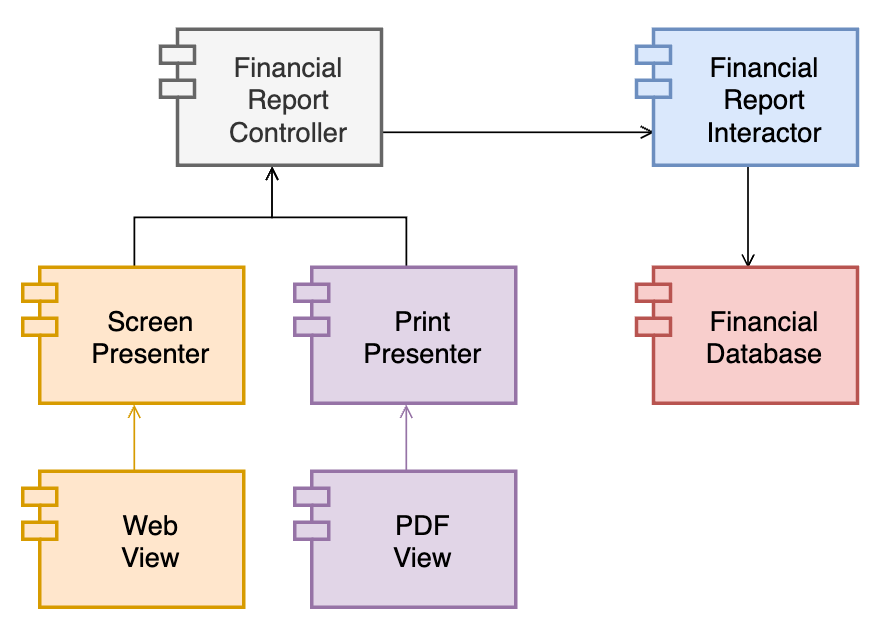 Financial
Report
Controller
Financial
Report
Interactor
Screen
Presenter
Print
Presenter
Financial
Database
Web
View
PDF
View